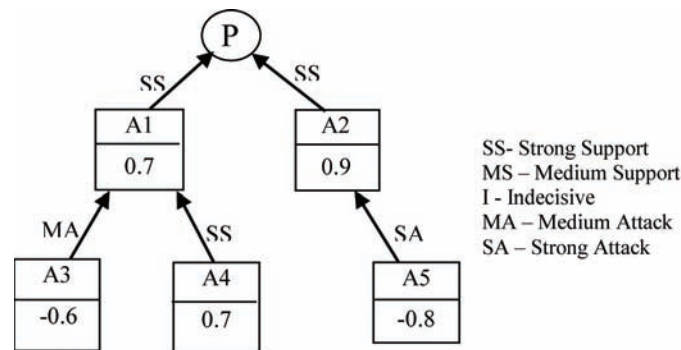 P
SS
SS
A1
A2
0.7
0.9
SS- Strong Support
MS – Medium Support
I - Indecisive
MA – Medium Attack
SA – Strong Attack
MA
SS
SA
A3
A4
A5
-0.6
0.7
-0.8